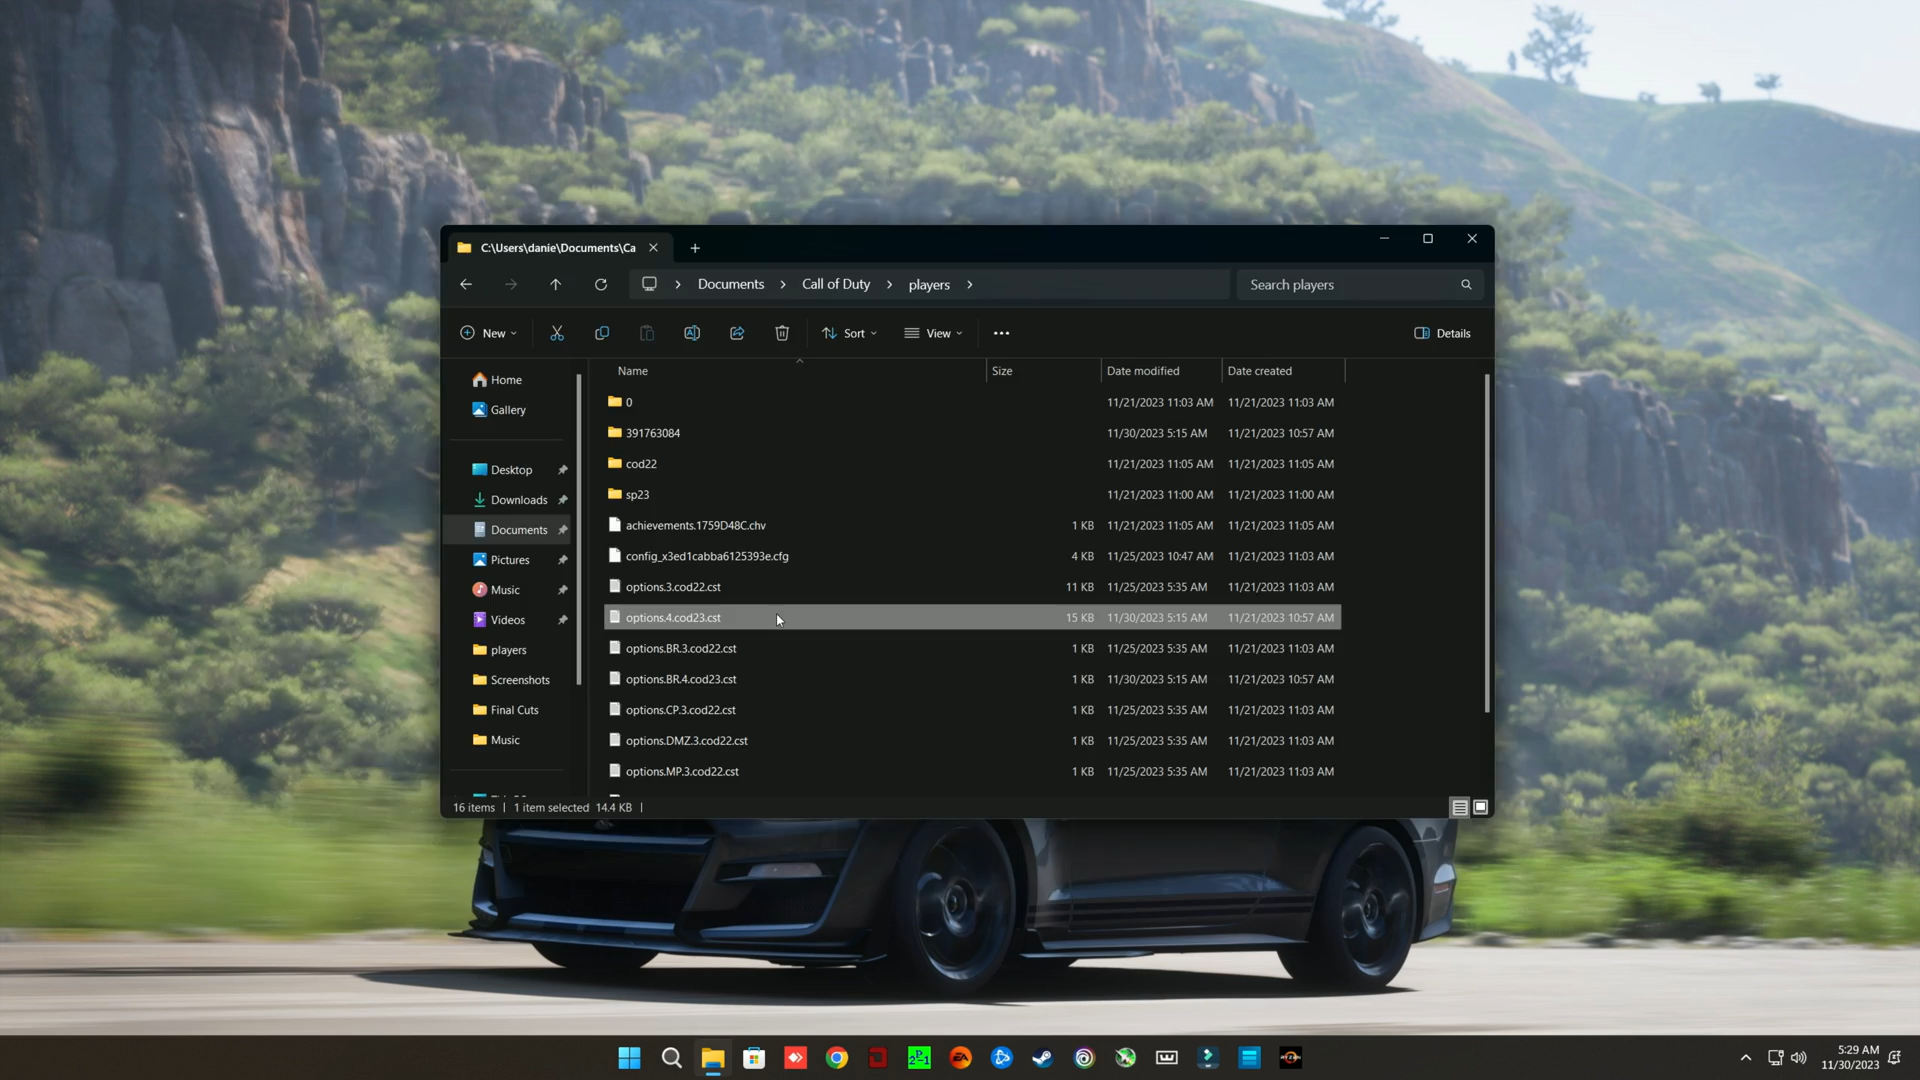 C:\Users\danie\Documents\Ca
Documents
Call of Duty
players
Search players
New
Sort
View
Details
Name
Size
Date modified
Date created
Home
Gallery
Desktop
Downloads
Documents
Pictures
Music
Videos
players
Screenshots
Final Cuts
Music
0 11/21/2023 11:03 AM 11/21/2023 11:03 AM
391763084 11/30/2023 5:15 AM 11/21/2023 10:57 AM
cod22 11/21/2023 11:05 AM 11/21/2023 11:05 AM
sp23 11/21/2023 11:00 AM 11/21/2023 11:00 AM
achievements.1759D48C.chv 1 KB 11/21/2023 11:05 AM 11/21/2023 11:05 AM
config_x3ed1cabba6125393e.cfg 4 KB 11/25/2023 10:47 AM 11/21/2023 11:03 AM
options.3.cod22.cst 11 KB 11/25/2023 5:35 AM 11/21/2023 11:03 AM
options.4.cod23.cst 15 KB 11/30/2023 5:15 AM 11/21/2023 10:57 AM
options.BR.3.cod22.cst 1 KB 11/25/2023 5:35 AM 11/21/2023 11:03 AM
options.BR.4.cod23.cst 1 KB 11/30/2023 5:15 AM 11/21/2023 10:57 AM
options.CP.3.cod22.cst 1 KB 11/25/2023 5:35 AM 11/21/2023 11:03 AM
options.DMZ.3.cod22.cst 1 KB 11/25/2023 5:35 AM 11/21/2023 11:03 AM
options.MP.3.cod22.cst 1 KB 11/25/2023 5:35 AM 11/21/2023 11:03 AM
16 items | 1 item selected 14.4 KB |
EA
RYZEN
5:29 AM
11/30/2023